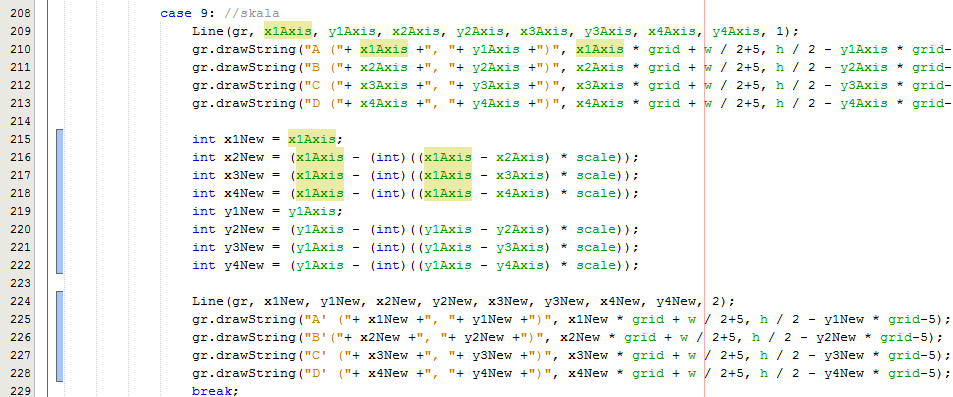 208 case 9: //skala
209 Line(gr, x1Axis, y1Axis, x2Axis, y2Axis, x3Axis, y3Axis, x4Axis, y4Axis, 1);
210 gr.drawString("A ("+ x1Axis +", "+ y1Axis +")", x1Axis * grid + w / 2+5, h / 2 - y1Axis * grid-
211 gr.drawString("B ("+ x2Axis +", "+ y2Axis +")", x2Axis * grid + w / 2+5, h / 2 - y2Axis * grid-
212 gr.drawString("C ("+ x3Axis +", "+ y3Axis +")", x3Axis * grid + w / 2+5, h / 2 - y3Axis * grid-
213 gr.drawString("D ("+ x4Axis +", "+ y4Axis +")", x4Axis * grid + w / 2+5, h / 2 - y4Axis * grid-
214
215 int x1New = x1Axis;
216 int x2New = (x1Axis - (int)((x1Axis - x2Axis) * scale));
217 int x3New = (x1Axis - (int)((x1Axis - x3Axis) * scale));
218 int x4New = (x1Axis - (int)((x1Axis - x4Axis) * scale));
219 int y1New = y1Axis;
220 int y2New = (y1Axis - (int)((y1Axis - y2Axis) * scale));
221 int y3New = (y1Axis - (int)((y1Axis - y3Axis) * scale));
222 int y4New = (y1Axis - (int)((y1Axis - y4Axis) * scale));
223
224 Line(gr, x1New, y1New, x2New, y2New, x3New, y3New, x4New, y4New, 2);
225 gr.drawString("A' ("+ x1New +", "+ y1New +")", x1New * grid + w / 2+5, h / 2 - y1New * grid-5);
226 gr.drawString("B'("+ x2New +", "+ y2New +")", x2New * grid + w / 2+5, h / 2 - y2New * grid-5);
227 gr.drawString("C' ("+ x3New +", "+ y3New +")", x3New * grid + w / 2+5, h / 2 - y3New * grid-5);
228 gr.drawString("D' ("+ x4New +", "+ y4New +")", x4New * grid + w / 2+5, h / 2 - y4New * grid-5);
229 break;